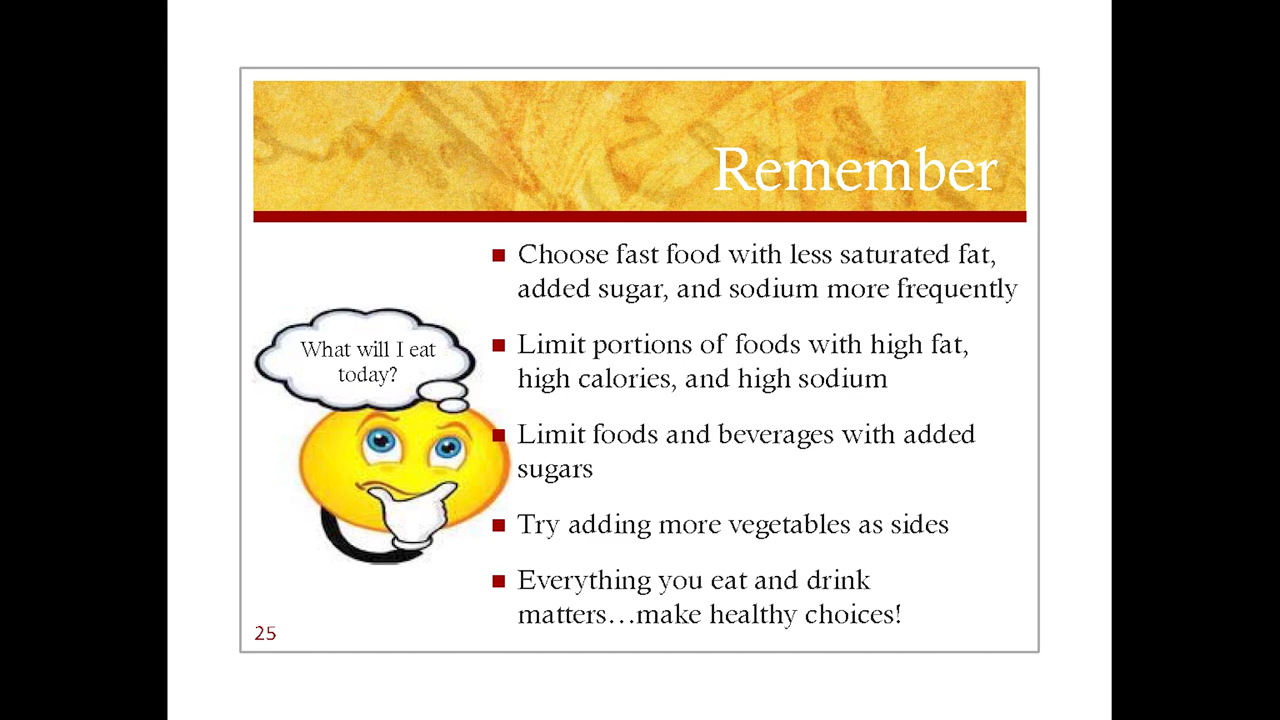 Remember
What will I eat
today?
■ Choose fast food with less saturated fat,
added sugar, and sodium more frequently
■ Limit portions of foods with high fat,
high calories, and high sodium
■ Limit foods and beverages with added
sugars
■ Try adding more vegetables as sides
■ Everything you eat and drink
matters…make healthy choices!
25